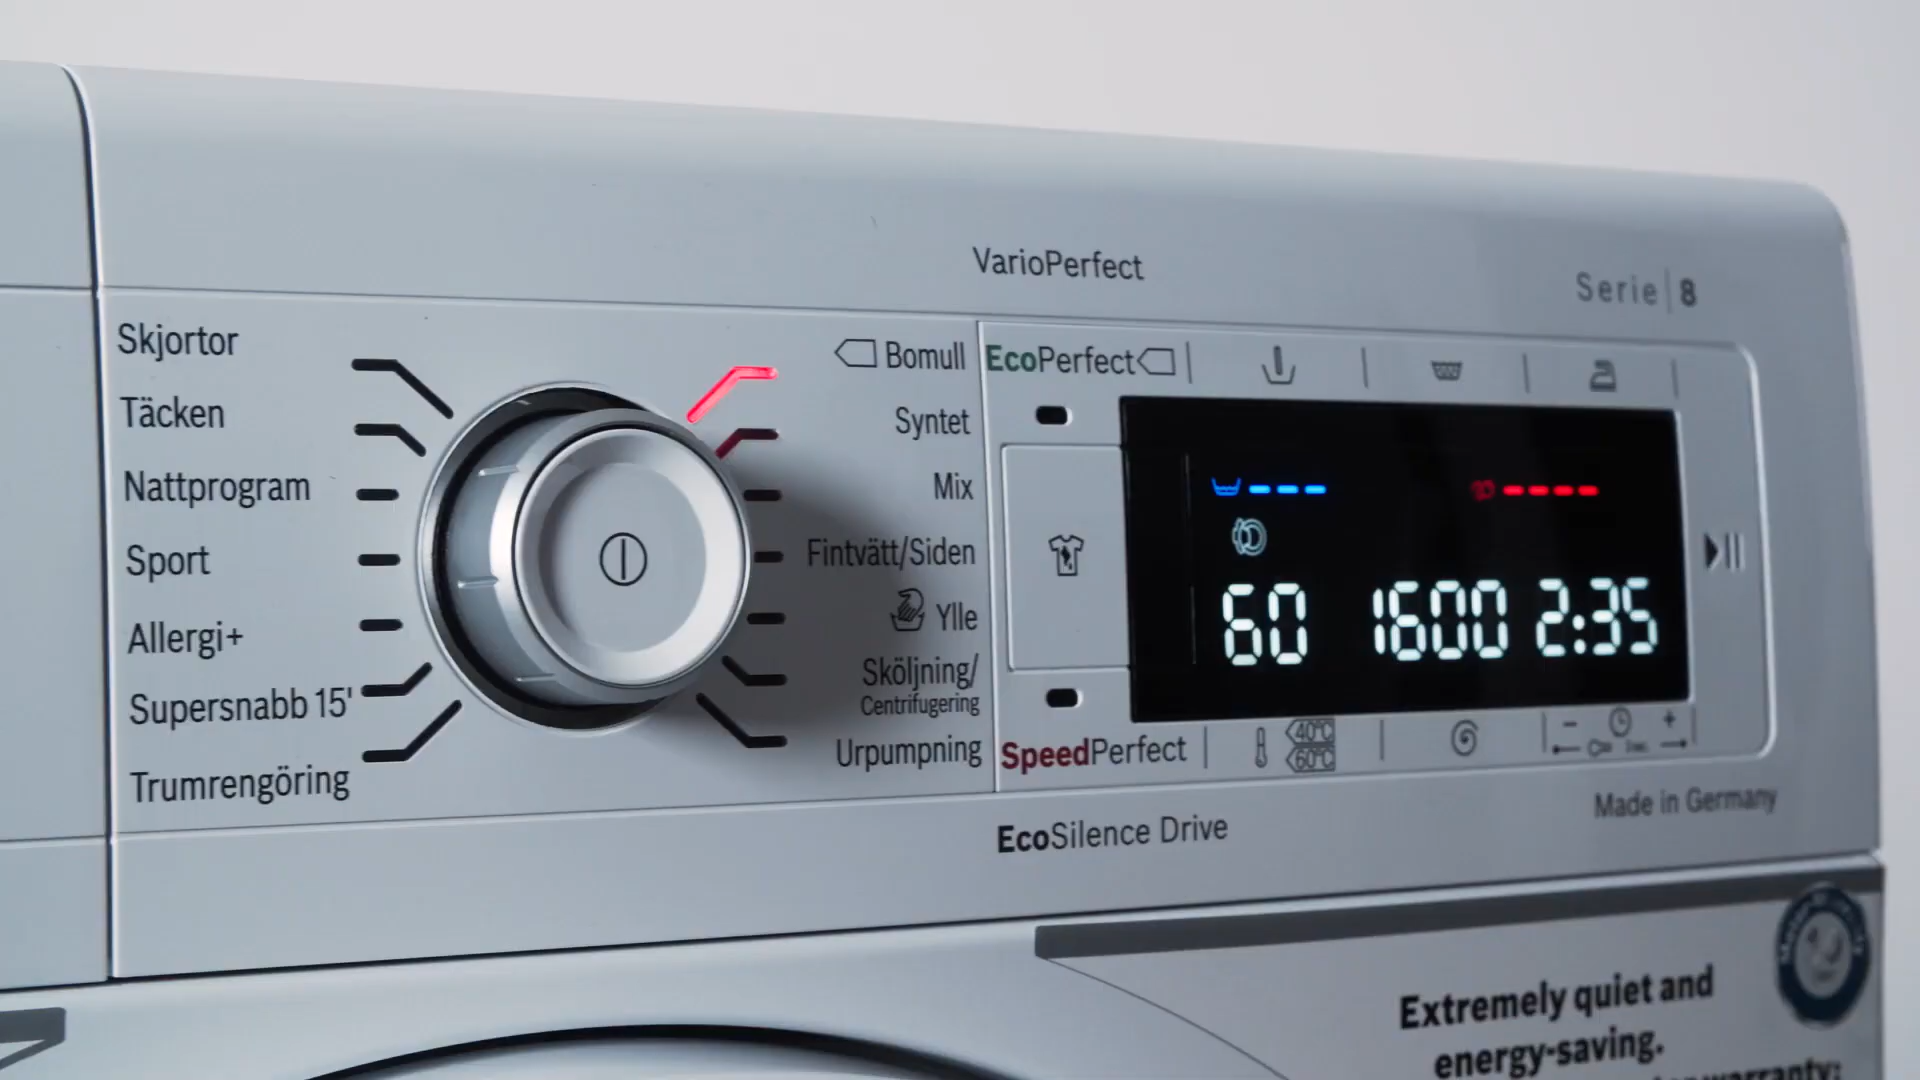 VarioPerfect
Serie | 8
Skjortor
Täcken
Nattprogram
Sport
Allergi+
Supersnabb 15'
Trumrengöring
Bomull
Syntet
Mix
Fintvätt/Siden
Ylle
Sköljning/
Centrifugering
Urpumpning
EcoPerfect
60 1600 2:35
SpeedPerfect
40°C
60°C
- +
EcoSilence Drive
Made in Germany
Extremely quiet and
energy-saving.
warranty: